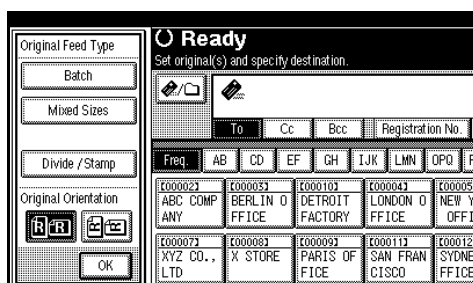 Original Feed Type
Batch
Mixed Sizes
Divide / Stamp
Original Orientation
R R
OK
Ready
Set original(s) and specify destination.
To Cc Bcc Registration No.
Freq. AB CD EF GH IJK LMN OPQ
[00002] [00003] [00010] [00004] [00005
ABC COMP BERLIN O DETROIT LONDON O NEW Y
ANY FFICE FACTORY FFICE OFFI
[00007] [00008] [00009] [00011] [00012
XYZ CO., X STORE PARIS OF SAN FRAN SYDNE
LTD FICE CISCO FFICE